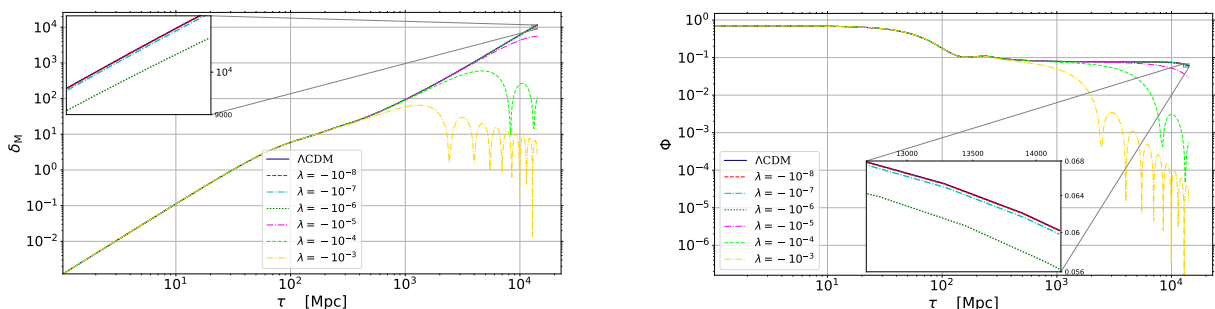 10⁴
10³
10²
10¹
10⁰
10⁻¹
10⁻²
δ_M
10⁴
9000
ΛCDM
λ = −10⁻⁸
λ = −10⁻⁷
λ = −10⁻⁶
λ = −10⁻⁵
λ = −10⁻⁴
λ = −10⁻³
10¹ 10² 10³ 10⁴
τ [Mpc]
10⁰
10⁻¹
10⁻²
10⁻³
10⁻⁴
10⁻⁵
10⁻⁶
Φ
ΛCDM
λ = −10⁻⁸
λ = −10⁻⁷
λ = −10⁻⁶
λ = −10⁻⁵
λ = −10⁻⁴
λ = −10⁻³
13000 13500 14000
0.068
0.064
0.060
0.056
10¹ 10² 10³ 10⁴
τ [Mpc]